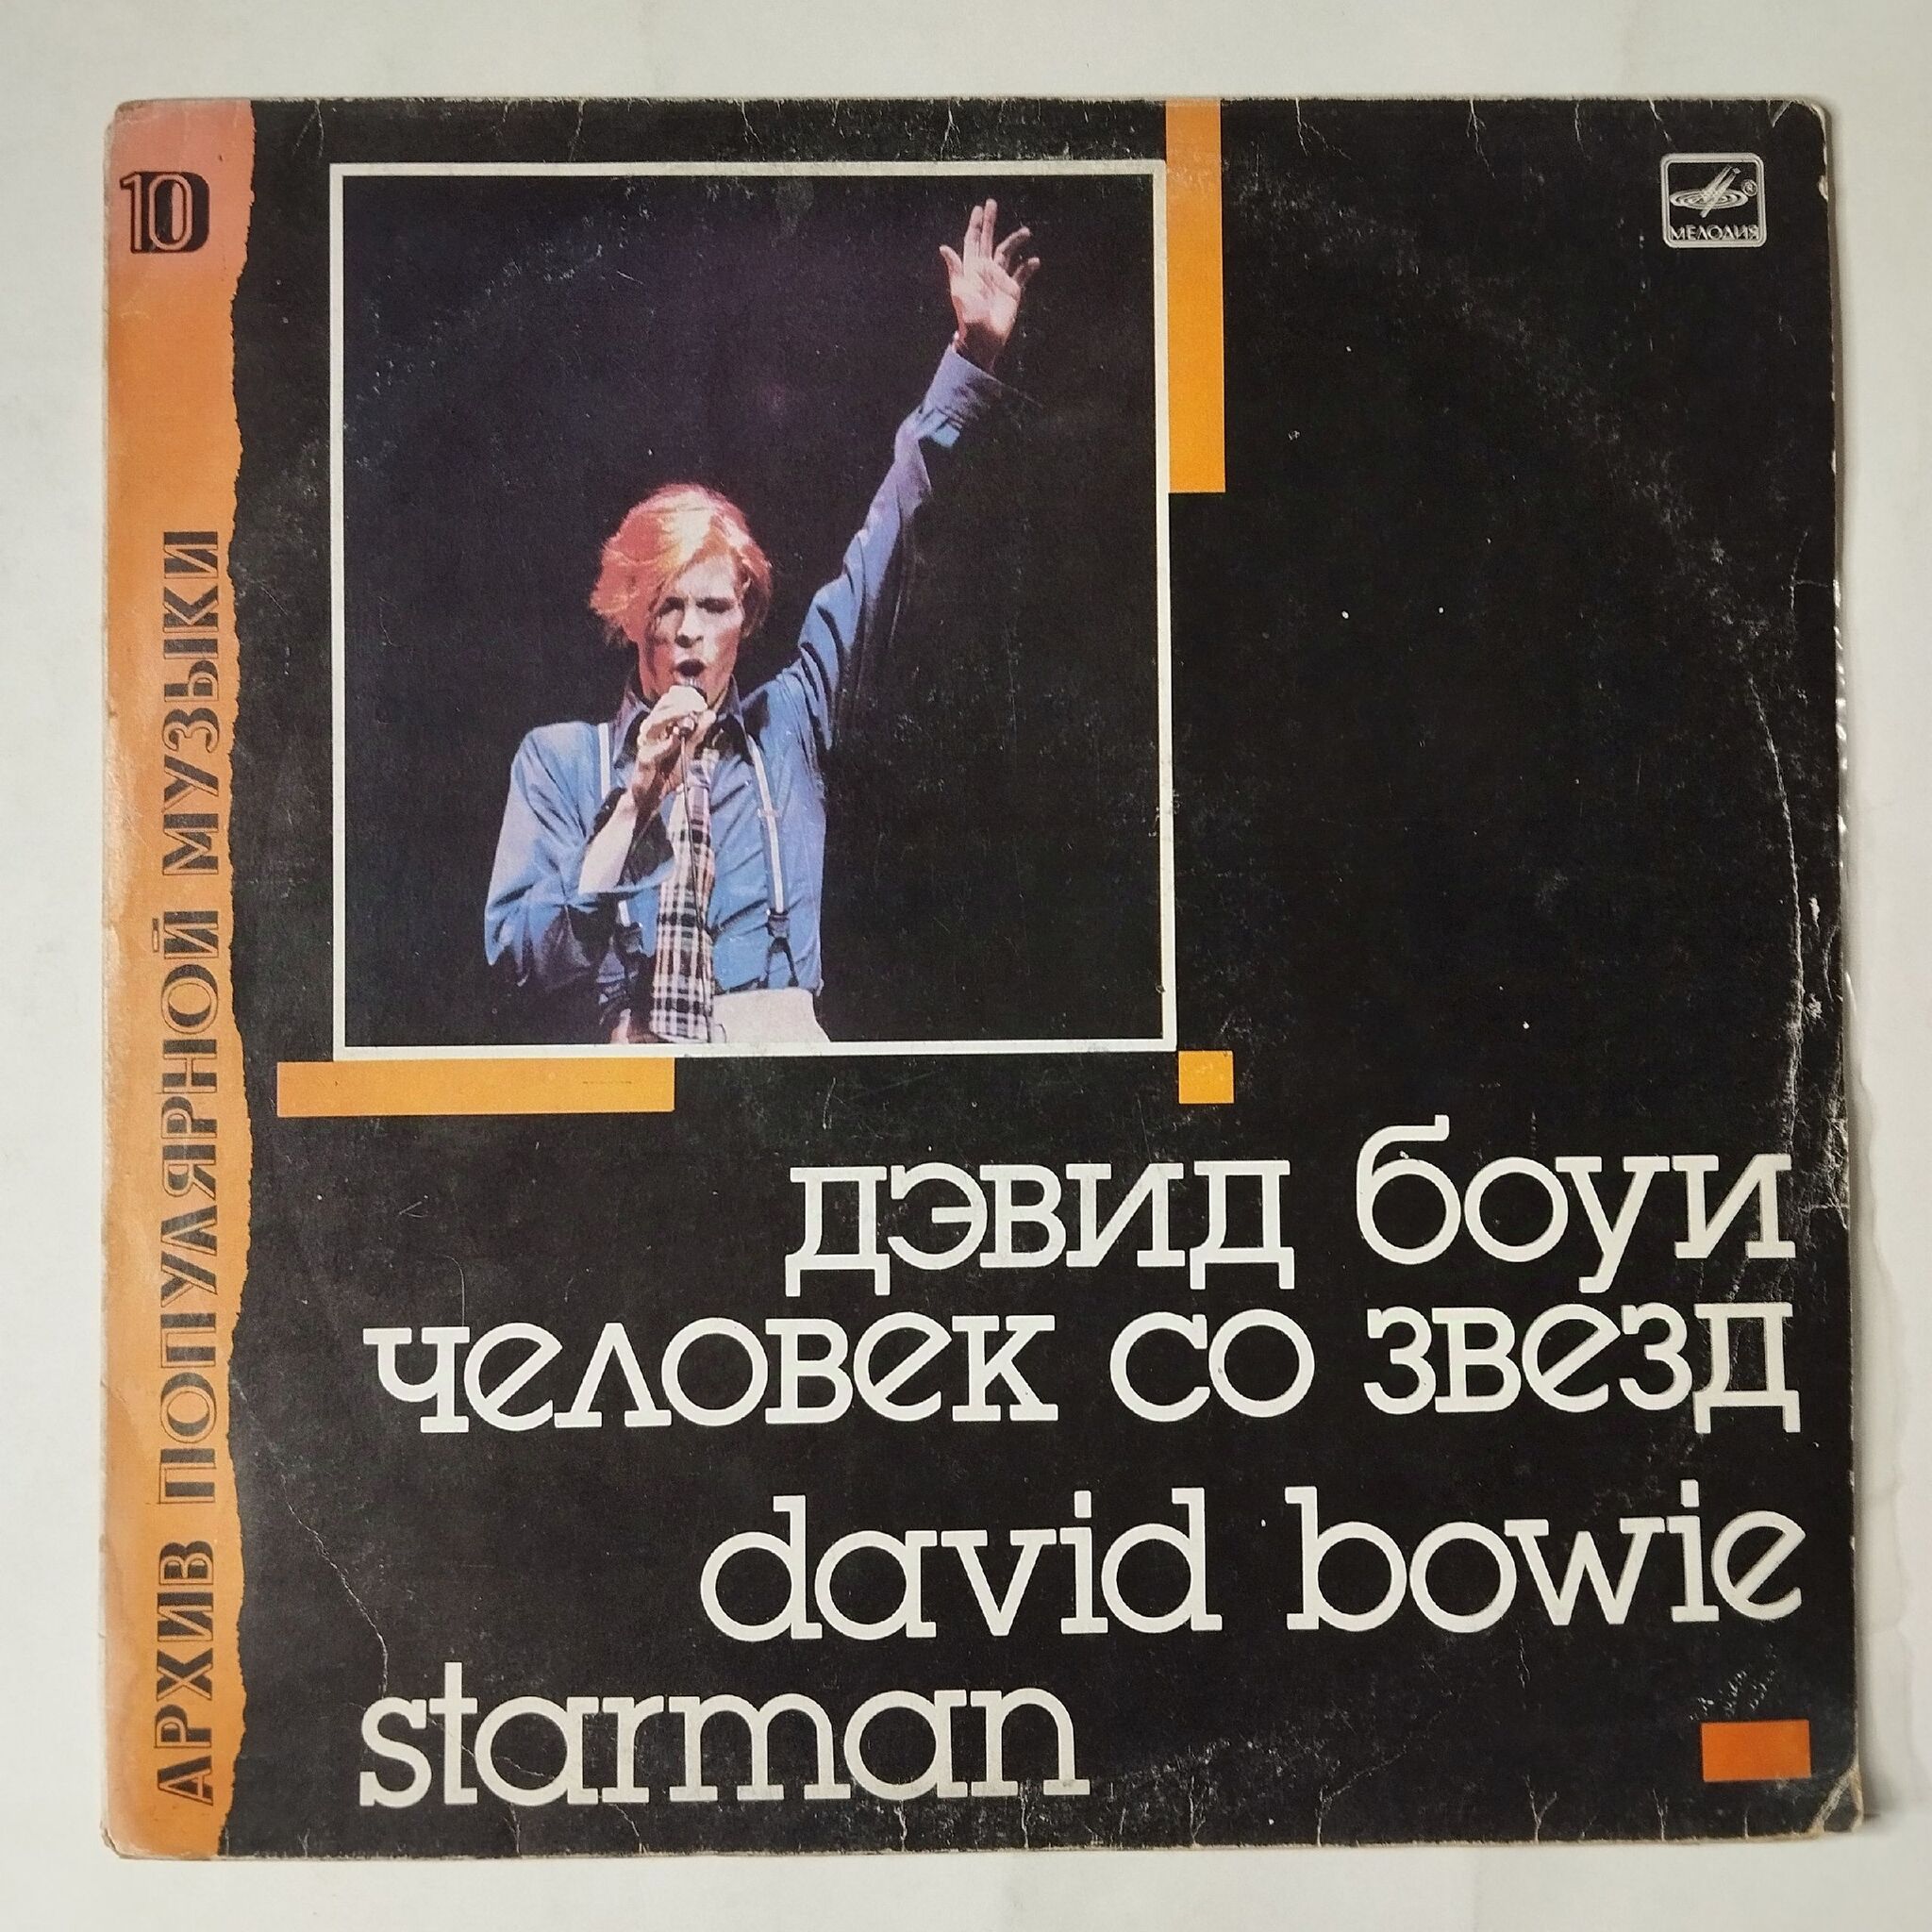 10
АРХИВ ПОПУЛЯРНОЙ МУЗЫКИ
МЕЛОДИЯ
дэвид боуи
человек со звезд
david bowie
starman